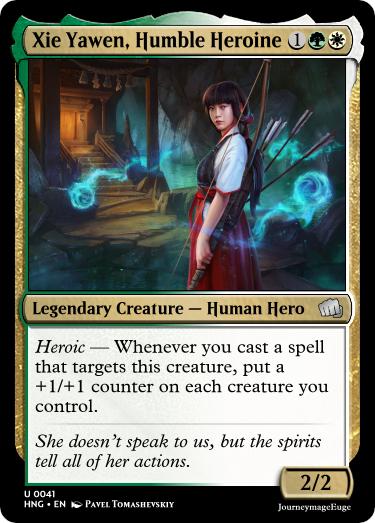 Xie Yawen, Humble Heroine 1
Legendary Creature — Human Hero
Heroic — Whenever you cast a spell
that targets this creature, put a
+1/+1 counter on each creature you
control.
She doesn't speak to us, but the spirits
tell all of her actions.
2/2
U 0041
HNG • EN Pavel Tomashevskiy
JourneymageEuge